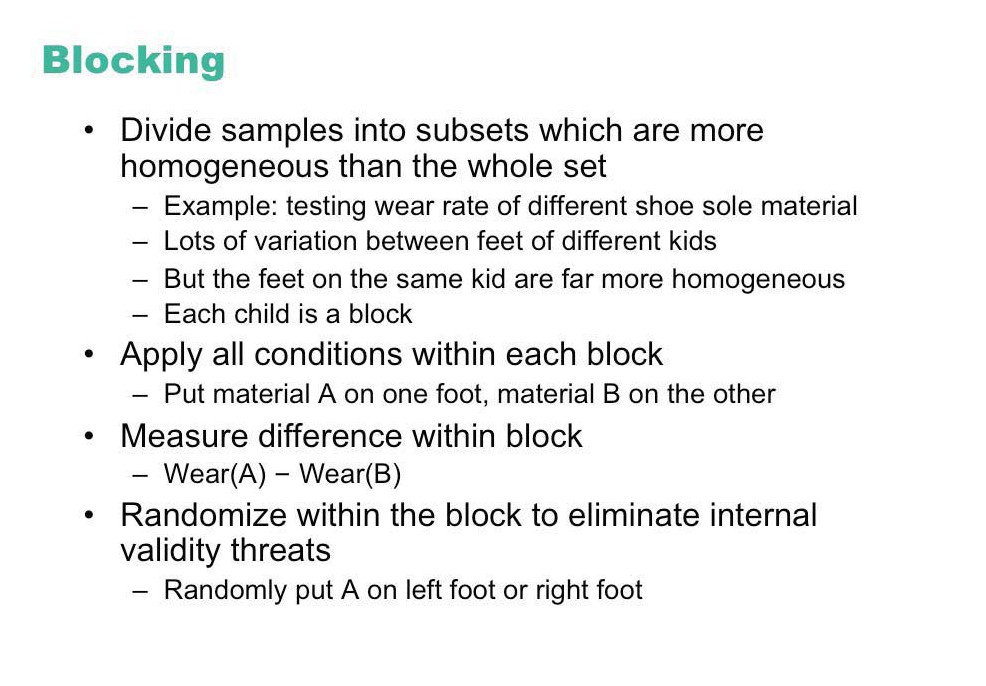 Blocking
• Divide samples into subsets which are more
homogeneous than the whole set
– Example: testing wear rate of different shoe sole material
– Lots of variation between feet of different kids
– But the feet on the same kid are far more homogeneous
– Each child is a block
• Apply all conditions within each block
– Put material A on one foot, material B on the other
• Measure difference within block
– Wear(A) − Wear(B)
• Randomize within the block to eliminate internal
validity threats
– Randomly put A on left foot or right foot